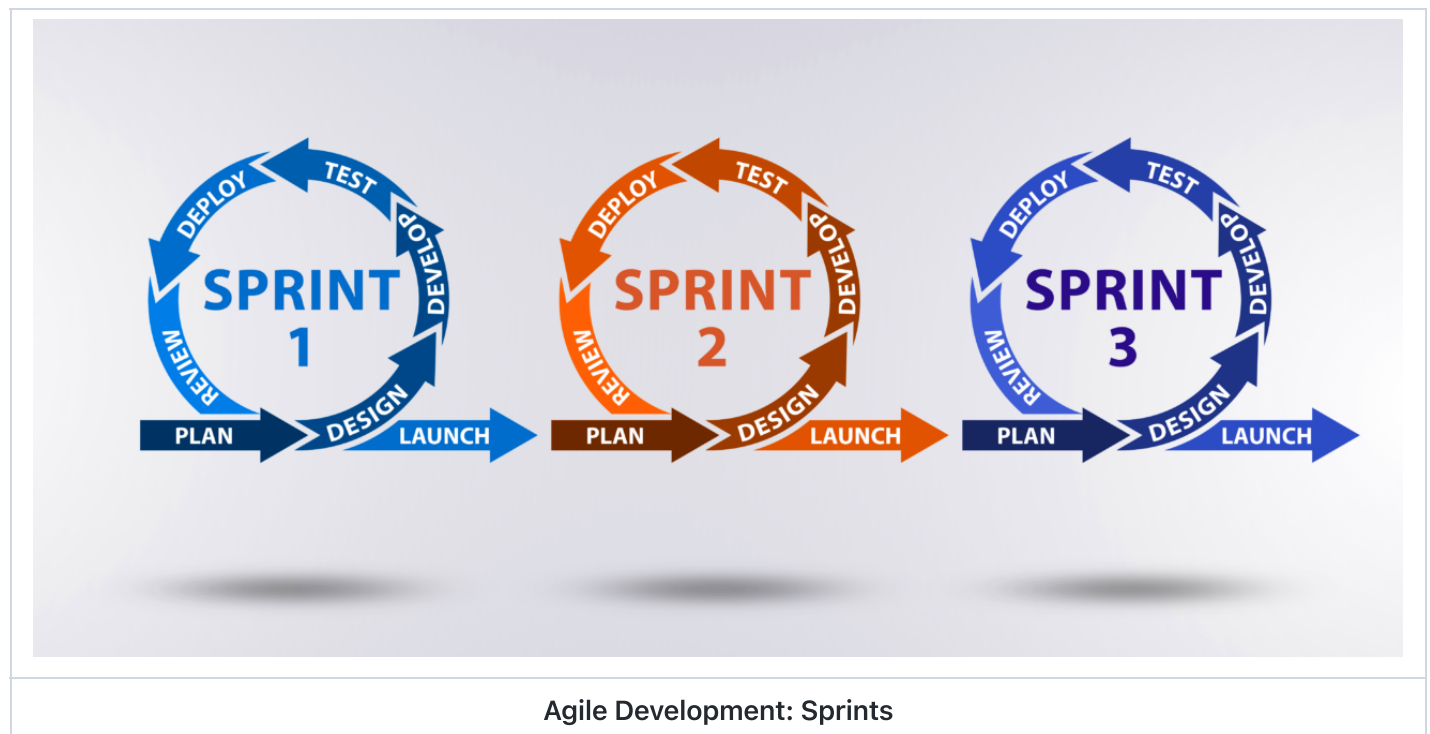 SPRINT
1
PLAN
DESIGN
DEVELOP
TEST
DEPLOY
REVIEW
LAUNCH
SPRINT
2
PLAN
DESIGN
DEVELOP
TEST
DEPLOY
REVIEW
LAUNCH
SPRINT
3
PLAN
DESIGN
DEVELOP
TEST
DEPLOY
REVIEW
LAUNCH
Agile Development: Sprints